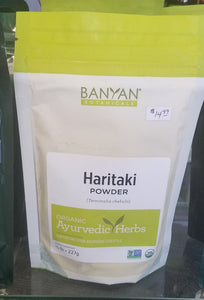 BANYAN
BOTANICALS
$14.99
Haritaki
POWDER
(Terminalia chebula)
ORGANIC
Ayurvedic Herbs